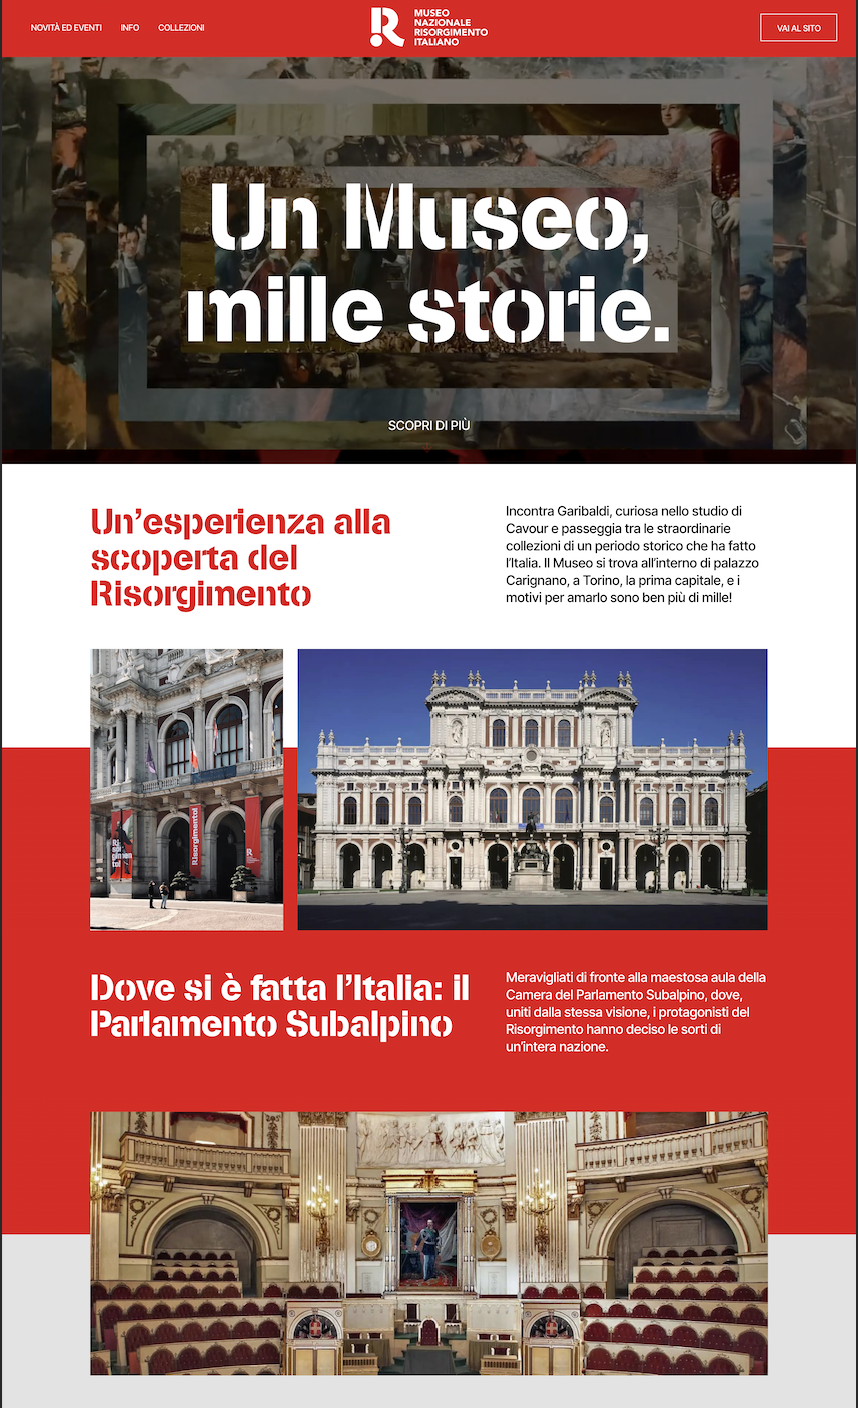 NOVITÀ ED EVENTI
INFO
COLLEZIONI
R
MUSEO
NAZIONALE
RISORGIMENTO
ITALIANO
VAI AL SITO
Un Museo,
mille storie.
SCOPRI DI PIÙ
Un’esperienza alla
scoperta del
Risorgimento
Incontra Garibaldi, curiosa nello studio di
Cavour e passeggia tra le straordinarie
collezioni di un periodo storico che ha fatto
l’Italia. Il Museo si trova all’interno di palazzo
Carignano, a Torino, la prima capitale, e i
motivi per amarlo sono ben più di mille!
Ri
sor
gimen
to!
Risorgimento!
R
Dove si è fatta l’Italia: il
Parlamento Subalpino
Meravigliati di fronte alla maestosa aula della
Camera del Parlamento Subalpino, dove,
uniti dalla stessa visione, i protagonisti del
Risorgimento hanno deciso le sorti di
un’intera nazione.